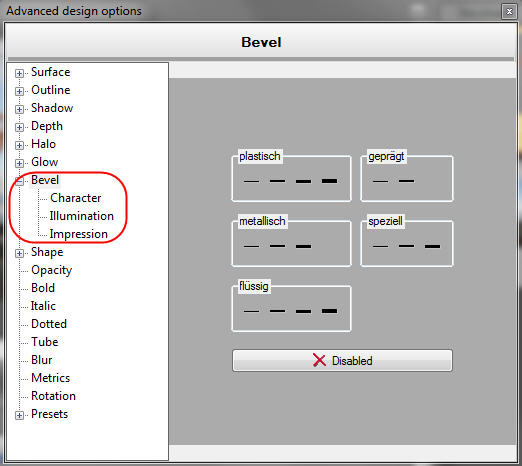 Advanced design options
Bevel
Surface
Outline
Shadow
Depth
Halo
Glow
Bevel
Character
Illumination
Impression
Shape
Opacity
Bold
Italic
Dotted
Tube
Blur
Metrics
Rotation
Presets
plastisch
geprägt
metallisch
speziell
flüssig
Disabled